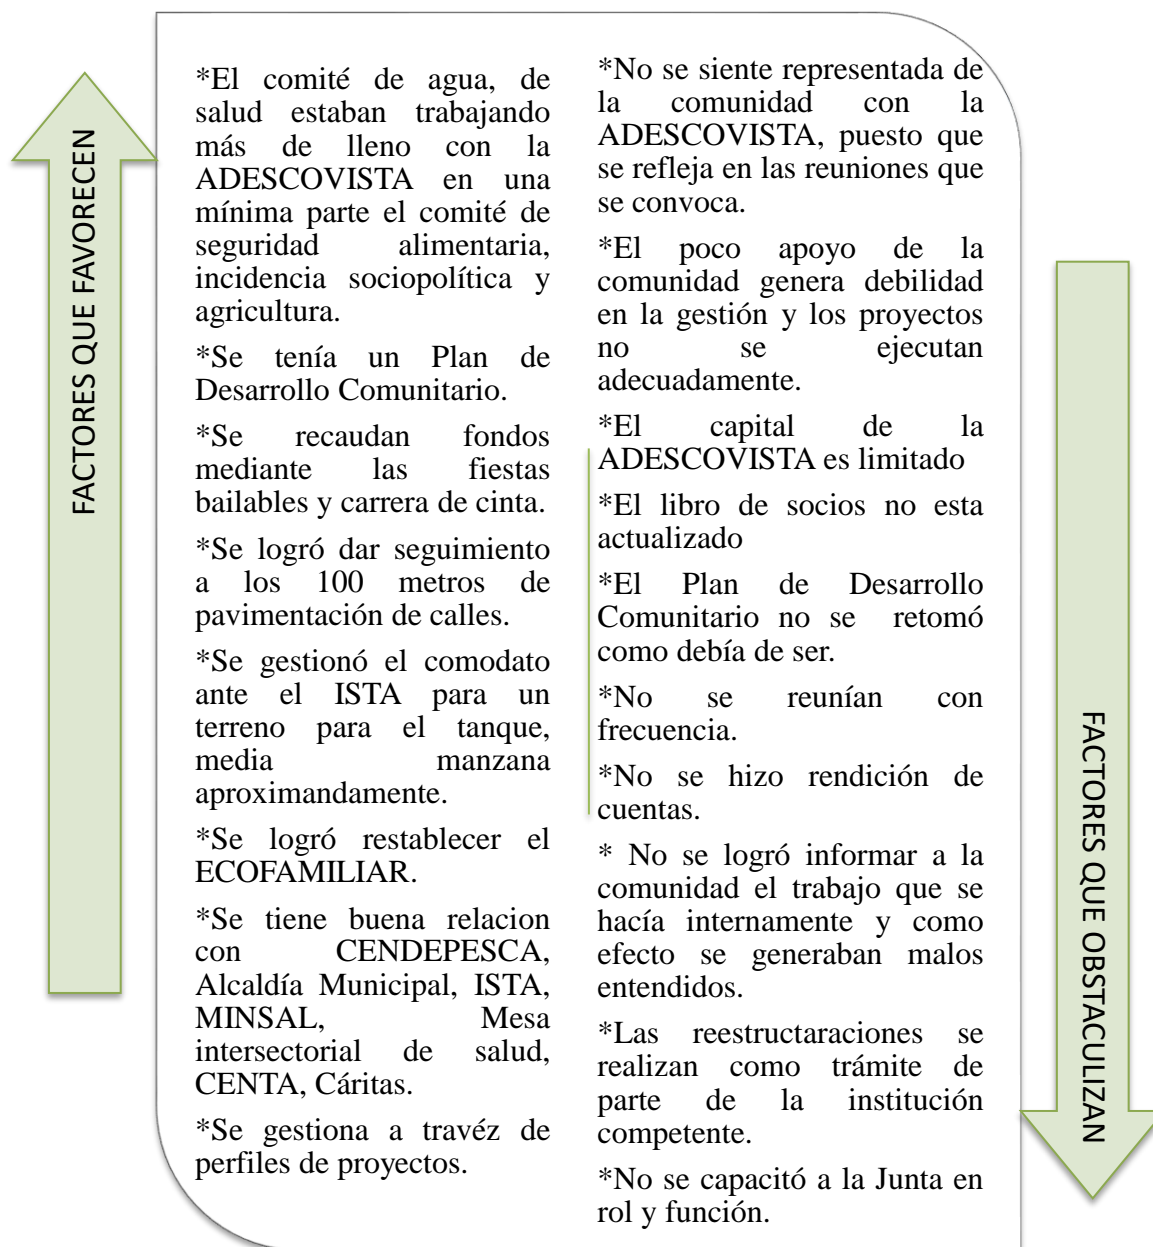 FACTORES QUE FAVORECEN
*El comité de agua, de
salud estaban trabajando
más de lleno con la
ADESCOVISTA en una
mínima parte el comité de
seguridad alimentaria,
incidencia sociopolítica y
agricultura.
*Se tenía un Plan de
Desarrollo Comunitario.
*Se recaudan fondos
mediante las fiestas
bailables y carrera de cinta.
*Se logró dar seguimiento
a los 100 metros de
pavimentación de calles.
*Se gestionó el comodato
ante el ISTA para un
terreno para el tanque,
media manzana
aproximandamente.
*Se logró restablecer el
ECOFAMILIAR.
*Se tiene buena relacion
con CENDEPESCA,
Alcaldía Municipal, ISTA,
MINSAL, Mesa
intersectorial de salud,
CENTA, Cáritas.
*Se gestiona a travéz de
perfiles de proyectos.
*No se siente representada de
la comunidad con la
ADESCOVISTA, puesto que
se refleja en las reuniones que
se convoca.
*El poco apoyo de la
comunidad genera debilidad
en la gestión y los proyectos
no se ejecutan
adecuadamente.
*El capital de la
ADESCOVISTA es limitado
*El libro de socios no esta
actualizado
*El Plan de Desarrollo
Comunitario no se retomó
como debía de ser.
*No se reunían con
frecuencia.
*No se hizo rendición de
cuentas.
* No se logró informar a la
comunidad el trabajo que se
hacía internamente y como
efecto se generaban malos
entendidos.
*Las reestructaraciones se
realizan como trámite de
parte de la institución
competente.
*No se capacitó a la Junta en
rol y función.
FACTORES QUE OBSTACULIZAN